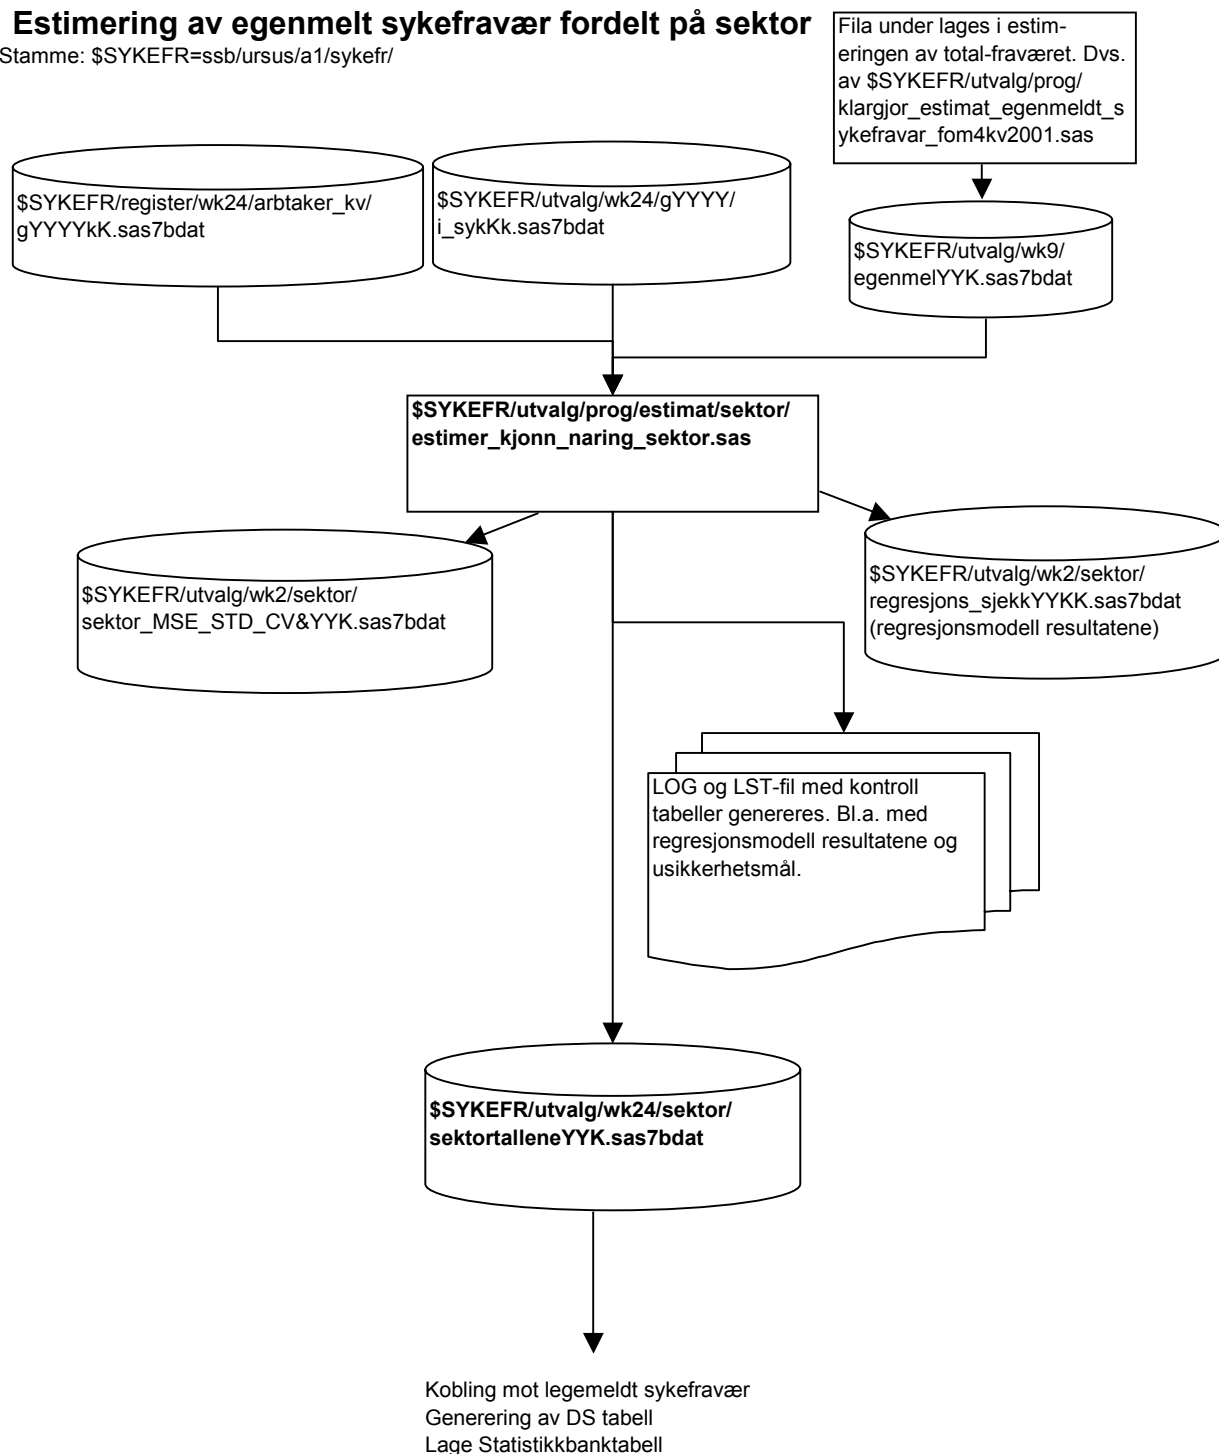 Estimering av egenmelt sykefravær fordelt på sektor
Stamme: $SYKEFR=ssb/ursus/a1/sykefr/
Fila under lages i estim-
eringen av total-fraværet. Dvs.
av $SYKEFR/utvalg/prog/
klargjor_estimat_egenmeldt_s
ykefravar_fom4kv2001.sas
$SYKEFR/register/wk24/arbtaker_kv/
gYYYYkK.sas7bdat
$SYKEFR/utvalg/wk24/gYYYY/
i_sykKk.sas7bdat
$SYKEFR/utvalg/wk9/
egenmelYYK.sas7bdat
$SYKEFR/utvalg/prog/estimat/sektor/
estimer_kjonn_naring_sektor.sas
$SYKEFR/utvalg/wk2/sektor/
sektor_MSE_STD_CV&YYK.sas7bdat
$SYKEFR/utvalg/wk2/sektor/
regresjons_sjekkYYKK.sas7bdat
(regresjonsmodell resultatene)
LOG og LST-fil med kontroll
tabeller genereres. Bl.a. med
regresjonsmodell resultatene og
usikkerhetsmål.
$SYKEFR/utvalg/wk24/sektor/
sektortalleneYYK.sas7bdat
Kobling mot legemeldt sykefravær
Generering av DS tabell
Lage Statistikkbanktabell